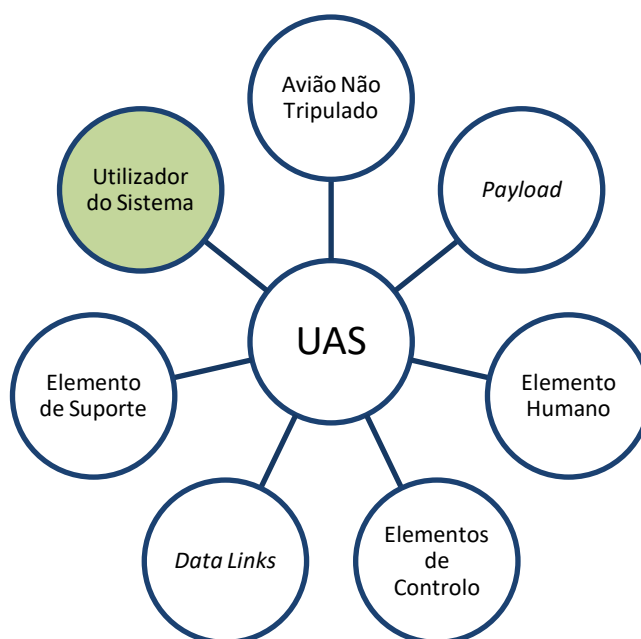 Avião Não
Tripulado
Utilizador
do Sistema
Payload
UAS
Elemento
de Suporte
Elemento
Humano
Data Links
Elementos
de
Controlo